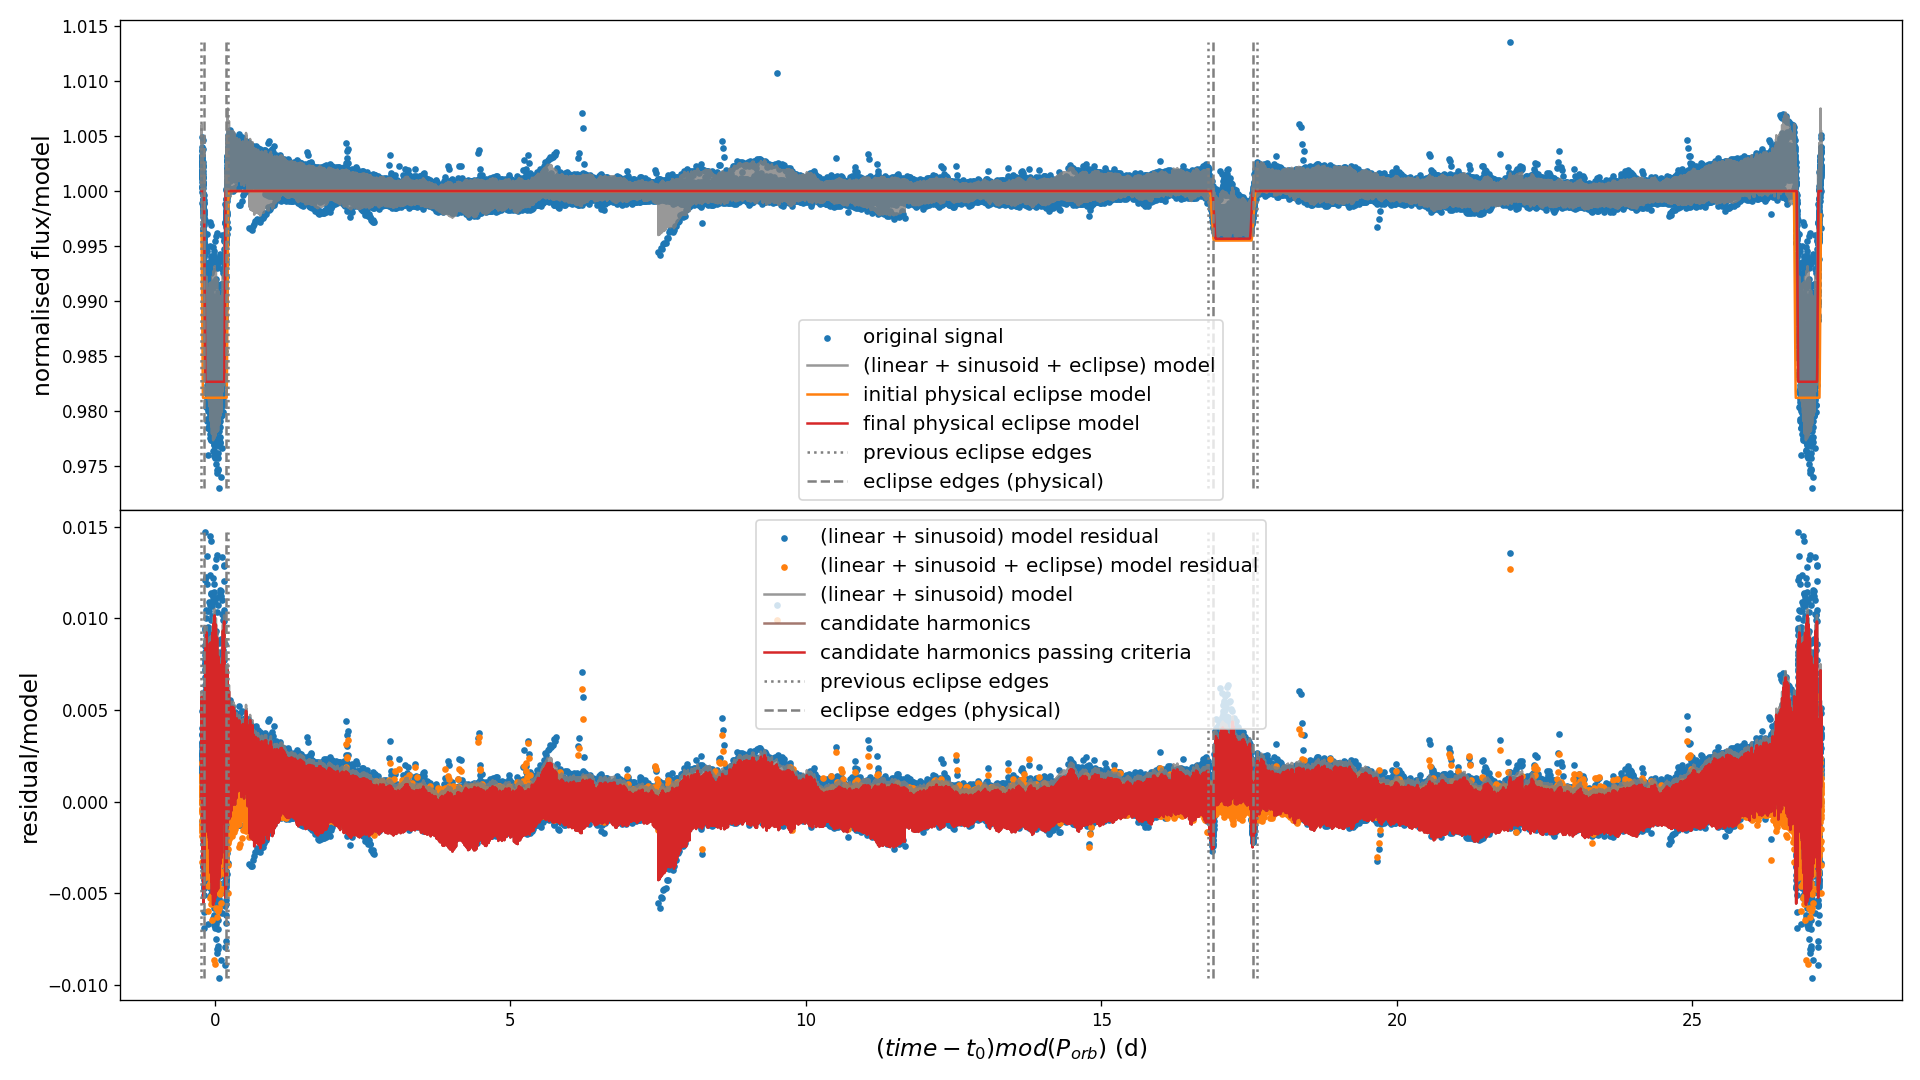 normalised flux/model
1.015
1.010
1.005
1.000
0.995
0.990
0.985
0.980
0.975
original signal
(linear + sinusoid + eclipse) model
initial physical eclipse model
final physical eclipse model
previous eclipse edges
eclipse edges (physical)
residual/model
0.015
0.010
0.005
0.000
−0.005
−0.010
(linear + sinusoid) model residual
(linear + sinusoid + eclipse) model residual
(linear + sinusoid) model
candidate harmonics
candidate harmonics passing criteria
previous eclipse edges
eclipse edges (physical)
0 5 10 15 20 25
(time − t₀)mod(P_orb) (d)